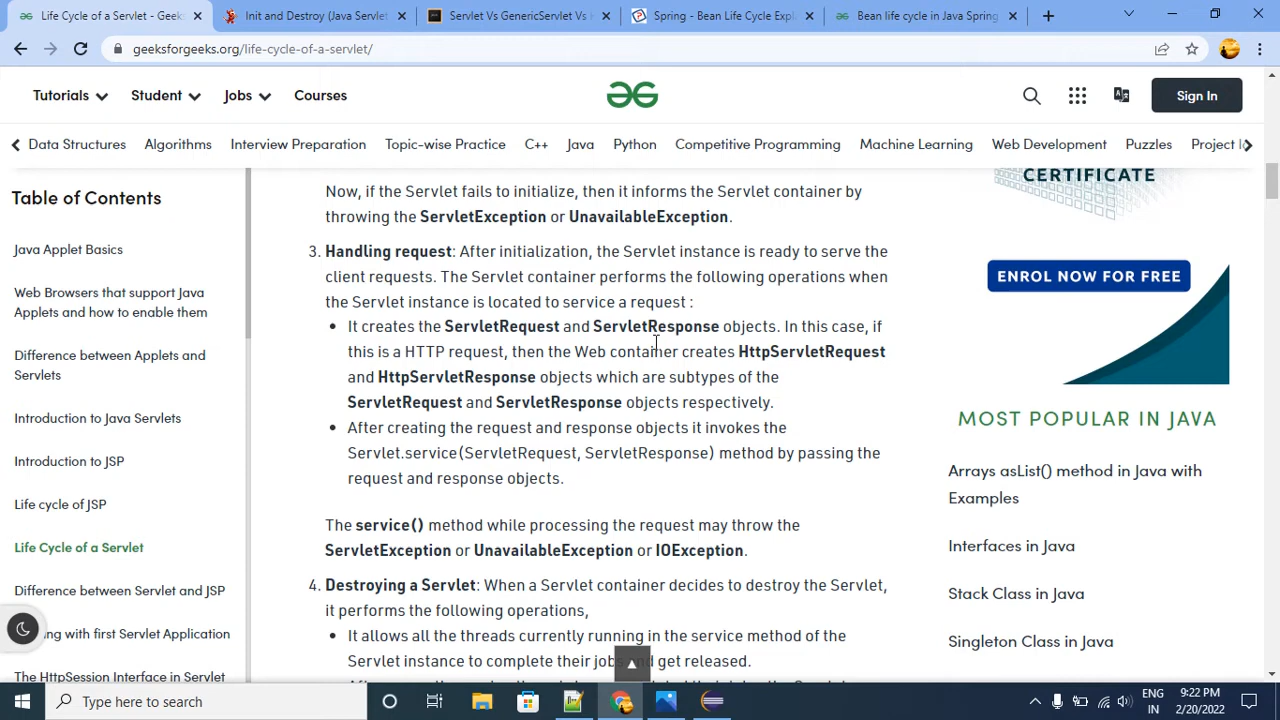 Life Cycle of a Servlet - Geeks
Init and Destroy (Java Servlet
Servlet Vs GenericServlet Vs
Spring - Bean Life Cycle Expl
Bean life cycle in Java Spring
geeksforgeeks.org/life-cycle-of-a-servlet/
Tutorials
Student
Jobs
Courses
Sign In
Data Structures
Algorithms
Interview Preparation
Topic-wise Practice
C++
Java
Python
Competitive Programming
Machine Learning
Web Development
Puzzles
Project
Table of Contents
Java Applet Basics
Web Browsers that support Java
Applets and how to enable them
Difference between Applets and
Servlets
Introduction to Java Servlets
Introduction to JSP
Life cycle of JSP
Life Cycle of a Servlet
Difference between Servlet and JSP
with first Servlet Application
The HttpSession Interface in Servlet
Now, if the Servlet fails to initialize, then it informs the Servlet container by
throwing the ServletException or UnavailableException.
3. Handling request: After initialization, the Servlet instance is ready to serve the
client requests. The Servlet container performs the following operations when
the Servlet instance is located to service a request :
• It creates the ServletRequest and ServletResponse objects. In this case, if
this is a HTTP request, then the Web container creates HttpServletRequest
and HttpServletResponse objects which are subtypes of the
ServletRequest and ServletResponse objects respectively.
• After creating the request and response objects it invokes the
Servlet.service(ServletRequest, ServletResponse) method by passing the
request and response objects.
The service() method while processing the request may throw the
ServletException or UnavailableException or IOException.
4. Destroying a Servlet: When a Servlet container decides to destroy the Servlet,
it performs the following operations,
• It allows all the threads currently running in the service method of the
Servlet instance to complete their jobs and get released.
CERTIFICATE
ENROL NOW FOR FREE
MOST POPULAR IN JAVA
Arrays asList() method in Java with
Examples
Interfaces in Java
Stack Class in Java
Singleton Class in Java
Type here to search
ENG
IN
9:22 PM
2/20/2022